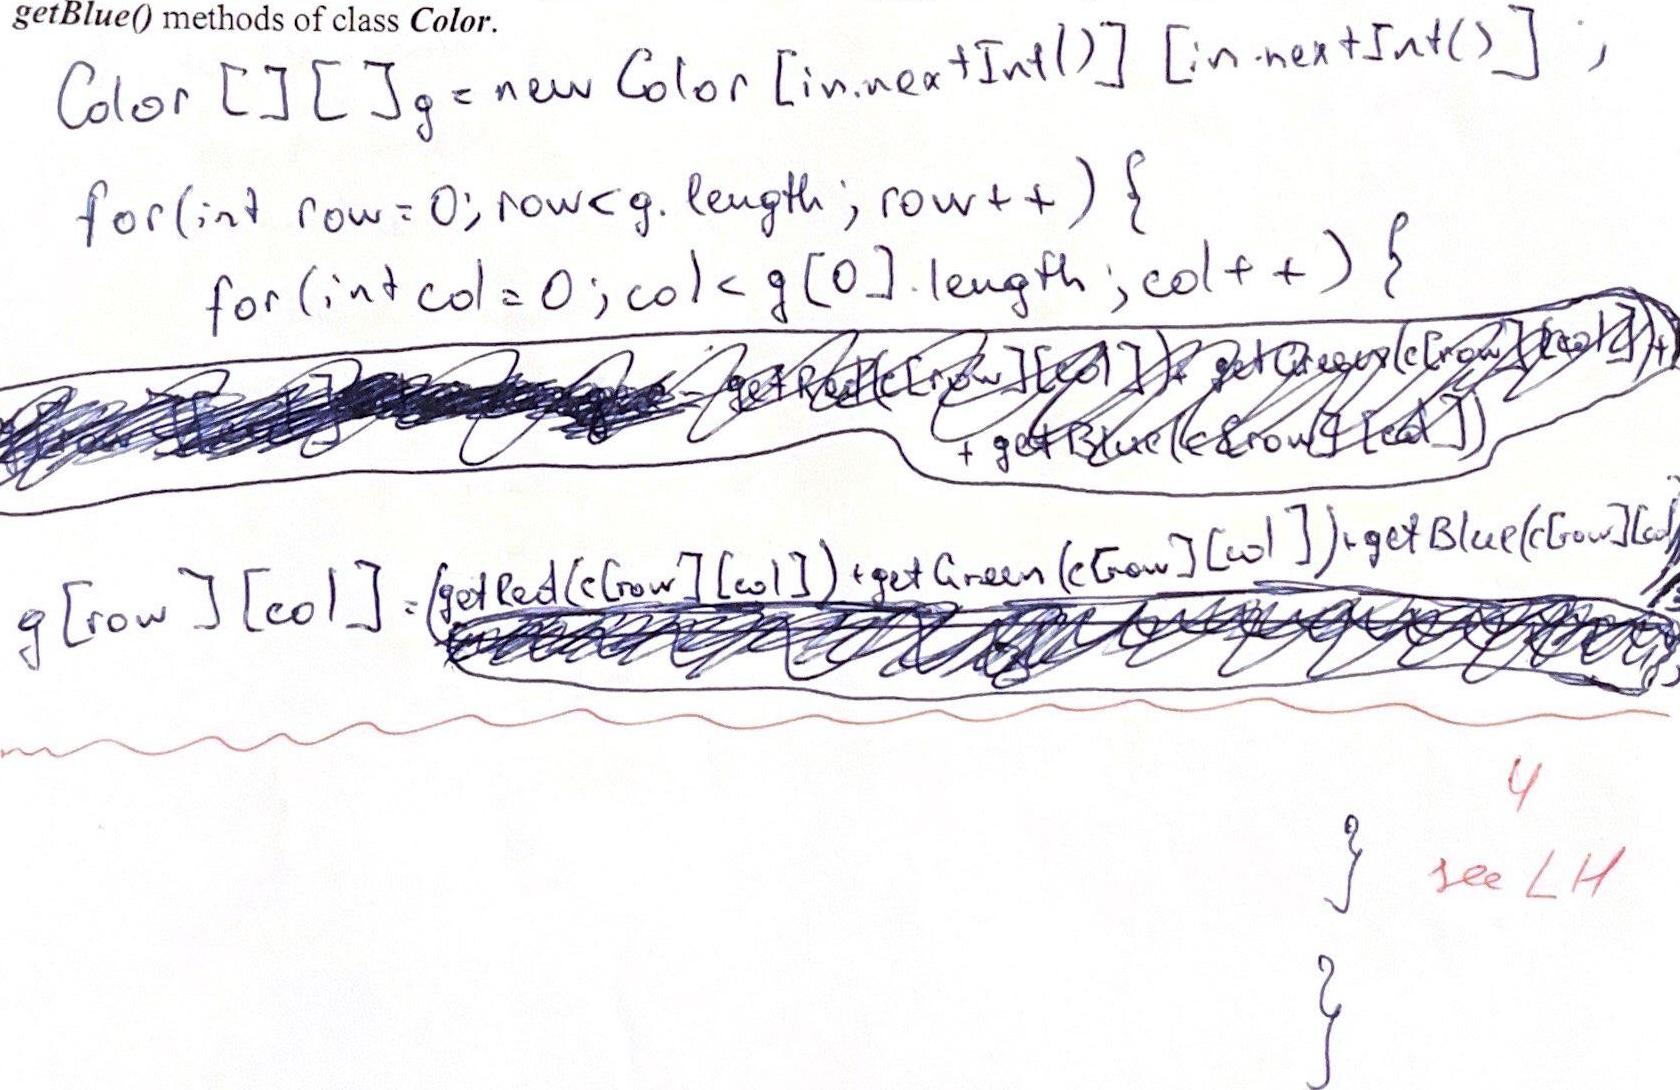 getBlue() methods of class Color.
Color [][]g = new Color [in.nextInt()] [in.nextInt()] ;
for(int row=0; row<g.length; row++) {
for(int col=0; col<g[0].length; col++) {
getRed(c[row][col])+ getGreen(c[row][col])+
+ getBlue(c[row][col])
g[row][col] = (getRed(c[row][col])+getGreen(c[row][col])+getBlue(c[row][col]
4
}
see LH
}